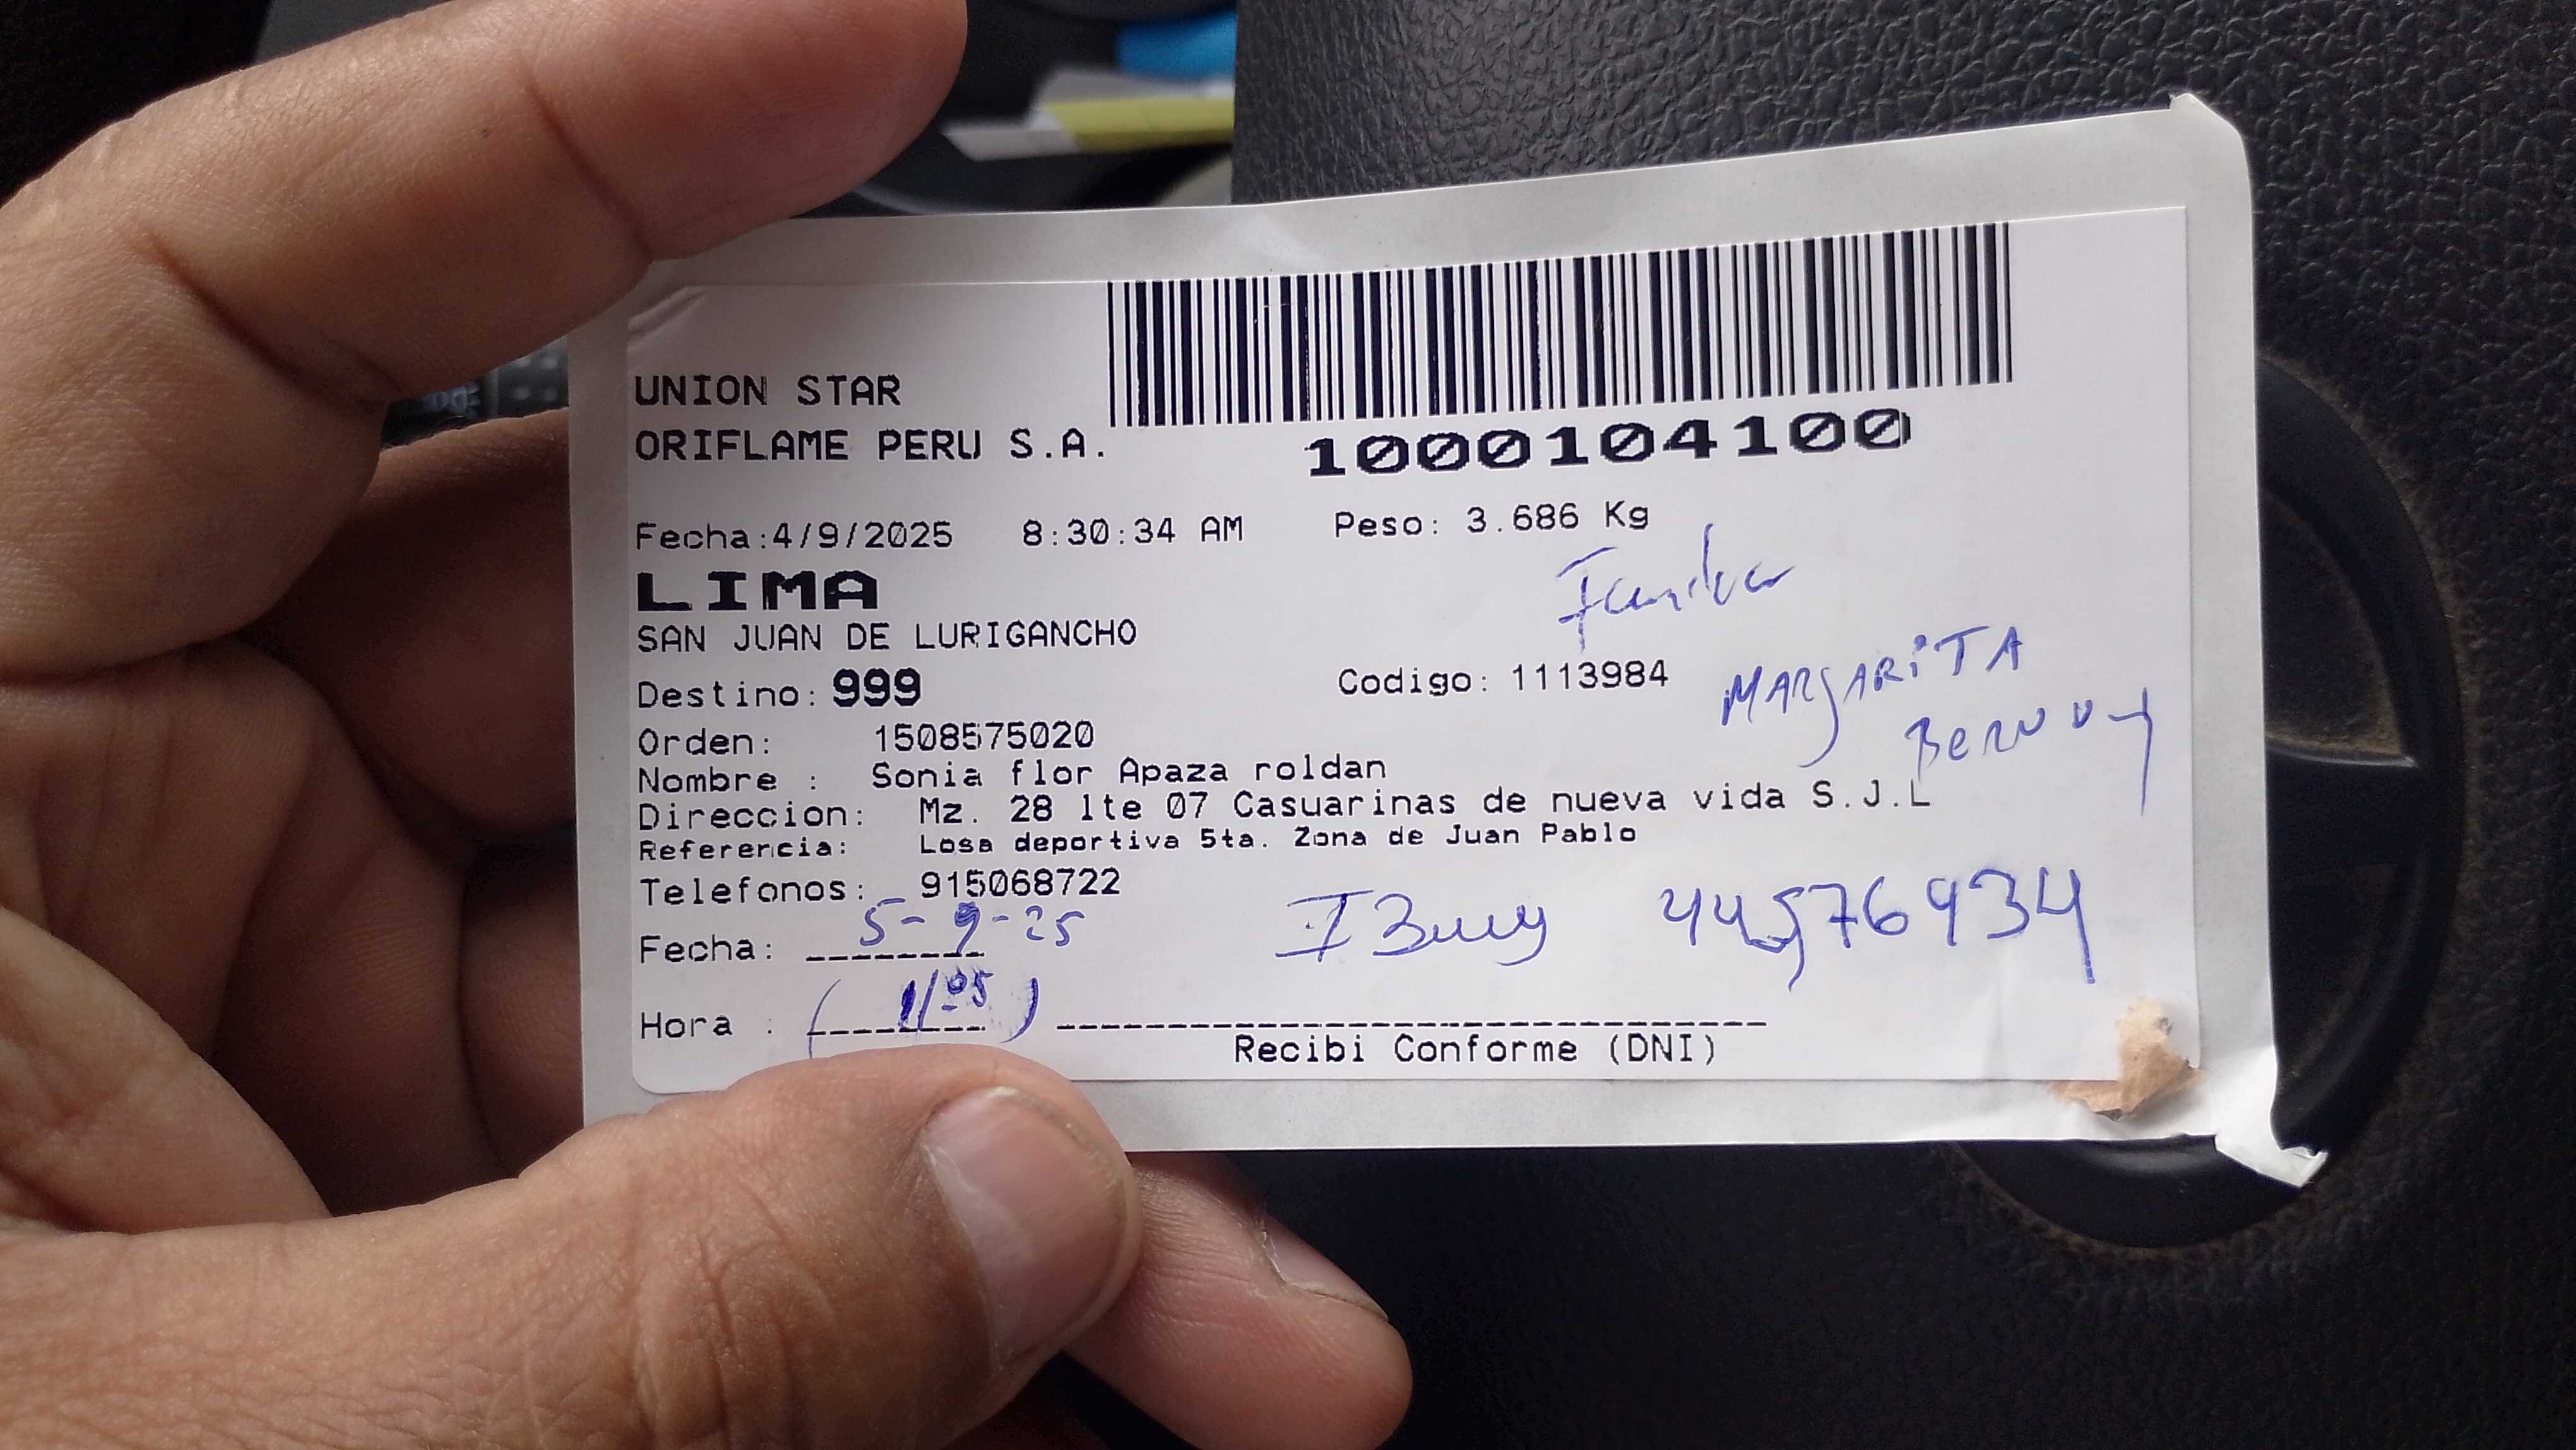 UNION STAR
ORIFLAME PERU S.A.
1000104100
Fecha:4/9/2025 8:30:34 AM Peso: 3.686 Kg
LIMA
SAN JUAN DE LURIGANCHO
Destino: 999 Codigo: 1113984
MARGARiTA
Orden: 1508575020
Nombre : Sonia flor Apaza roldan
Direccion: Mz. 28 lte 07 Casuarinas de nueva vida S.J.L
Referencia: Losa deportiva 5ta. Zona de Juan Pablo
Telefonos: 915068722
Fecha: 5-9-25
Hora : (11:05)
Recibi Conforme (DNI)